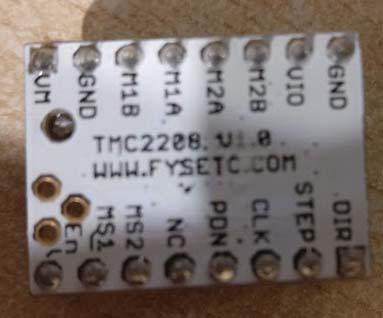 VM GND M1B M1A M2A M2B VIO GND
TMC2208 V1.0
WWW.FYSETC.COM
En MS1 MS2 NC PDN CLK STEP DIR